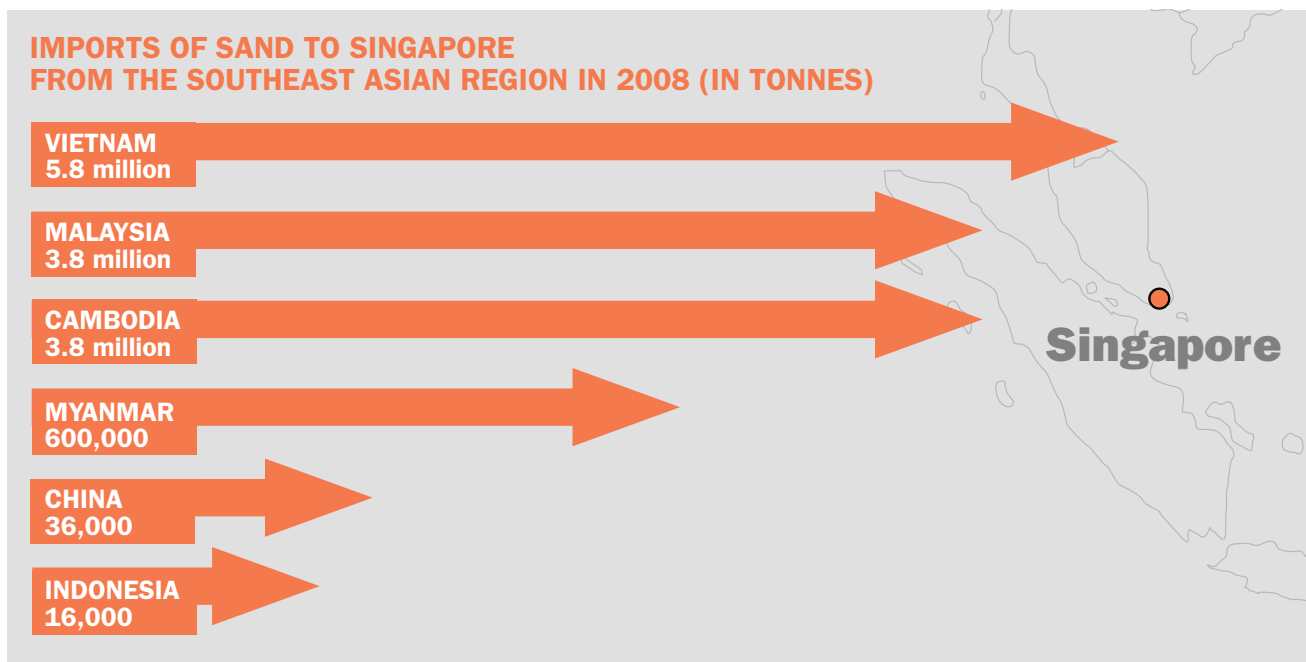 IMPORTS OF SAND TO SINGAPORE
FROM THE SOUTHEAST ASIAN REGION IN 2008 (IN TONNES)
VIETNAM
5.8 million
MALAYSIA
3.8 million
CAMBODIA
3.8 million
Singapore
MYANMAR
600,000
CHINA
36,000
INDONESIA
16,000